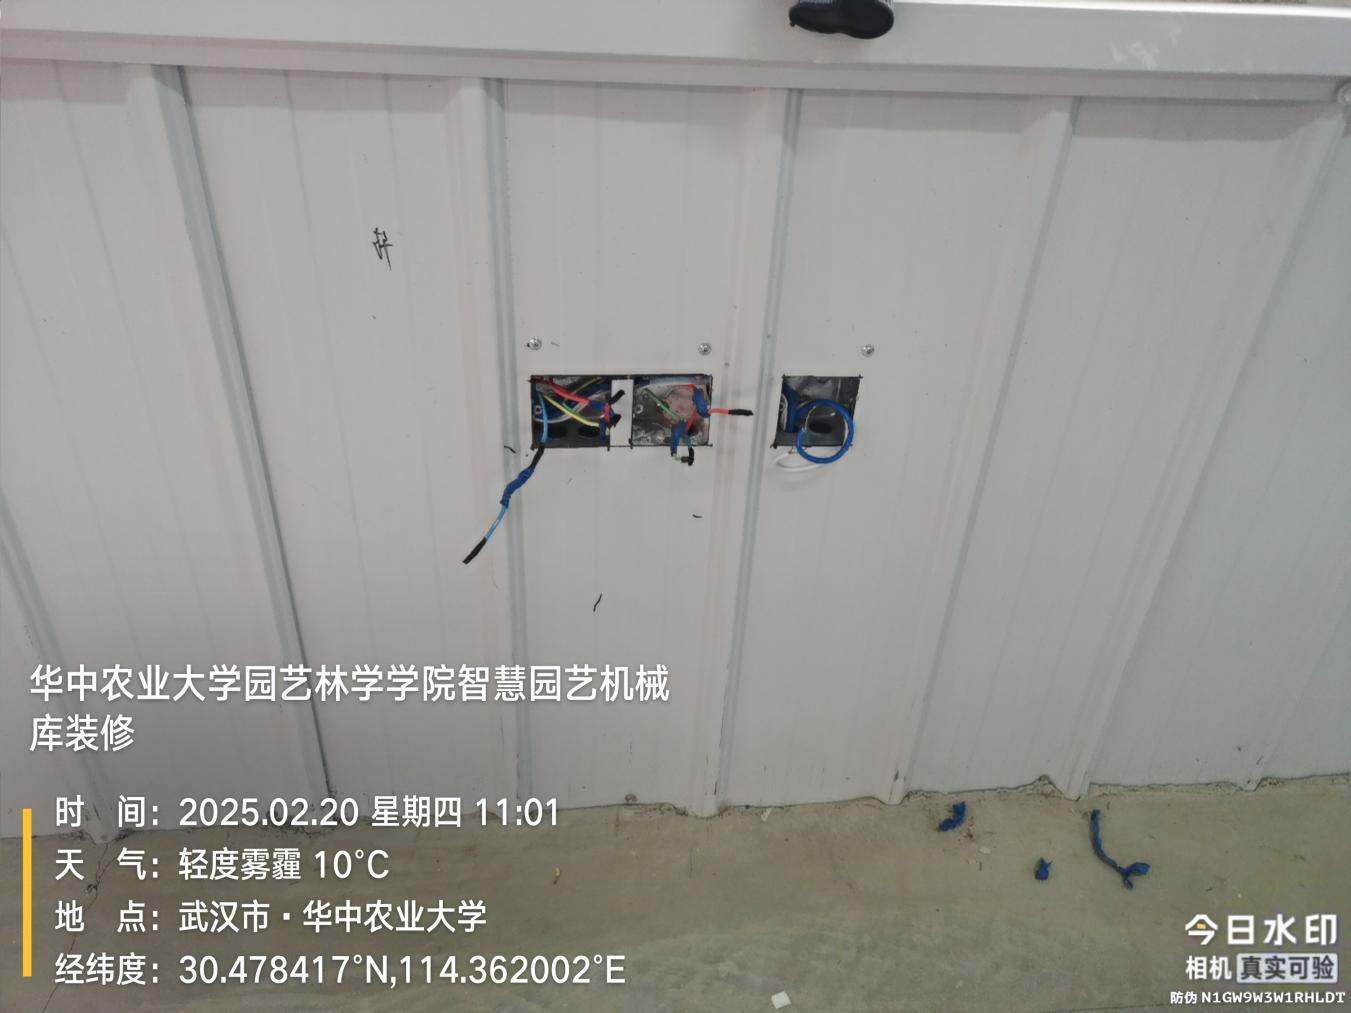 华中农业大学园艺林学学院智慧园艺机械
库装修
时 间：2025.02.20 星期四 11:01
天 气：轻度雾霾 10°C
地 点：武汉市·华中农业大学
经纬度：30.478417°N,114.362002°E
今日水印
相机 真实可验
防伪 N1GW9W3W1RHLDT